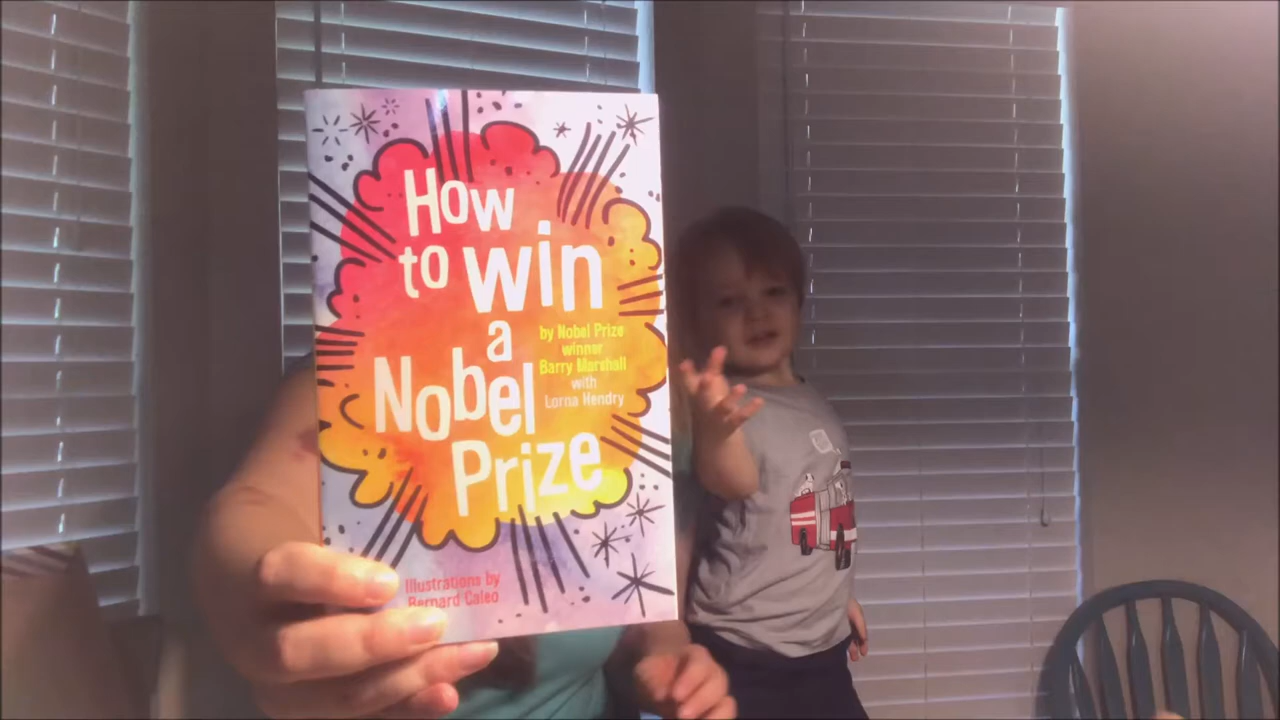 How
to win
a
Nobel
Prize
by Nobel Prize
winner
Barry Marshall
with
Lorna Hendry
Illustrations by
Bernard Caleo